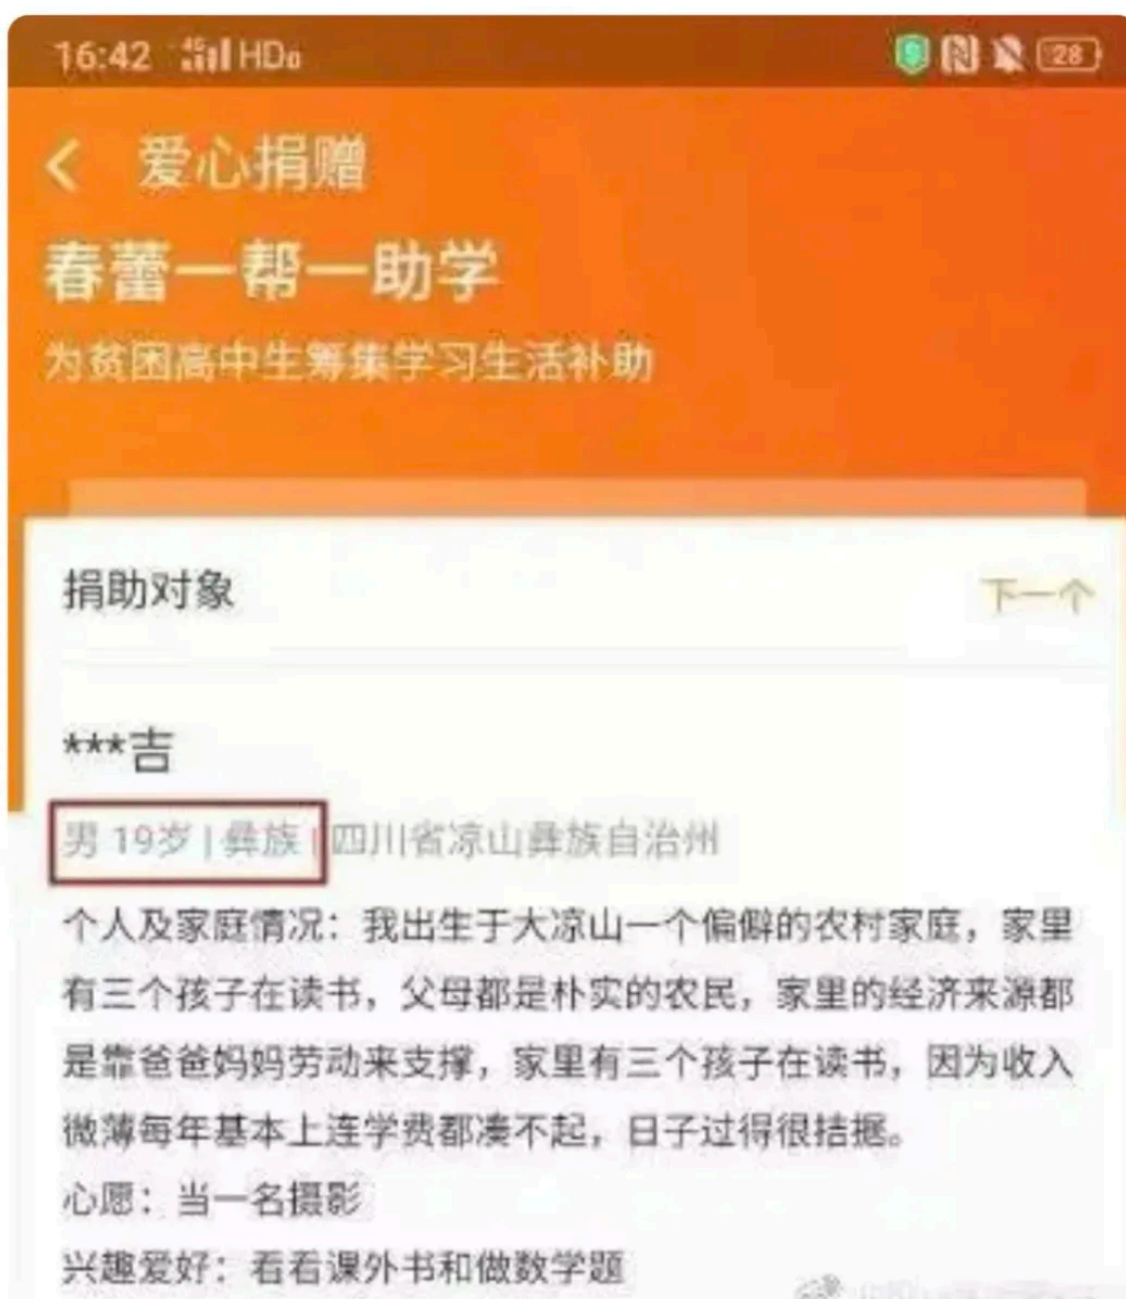 16:42 4G HD
28
爱心捐赠
春蕾一帮一助学
为贫困高中生筹集学习生活补助
捐助对象
下一个
***吉
男 19岁 | 彝族 | 四川省凉山彝族自治州
个人及家庭情况：我出生于大凉山一个偏僻的农村家庭，家里
有三个孩子在读书，父母都是朴实的农民，家里的经济来源都
是靠爸爸妈妈劳动来支撑，家里有三个孩子在读书，因为收入
微薄每年基本上连学费都凑不起，日子过得很拮据。
心愿：当一名摄影
兴趣爱好：看看课外书和做数学题